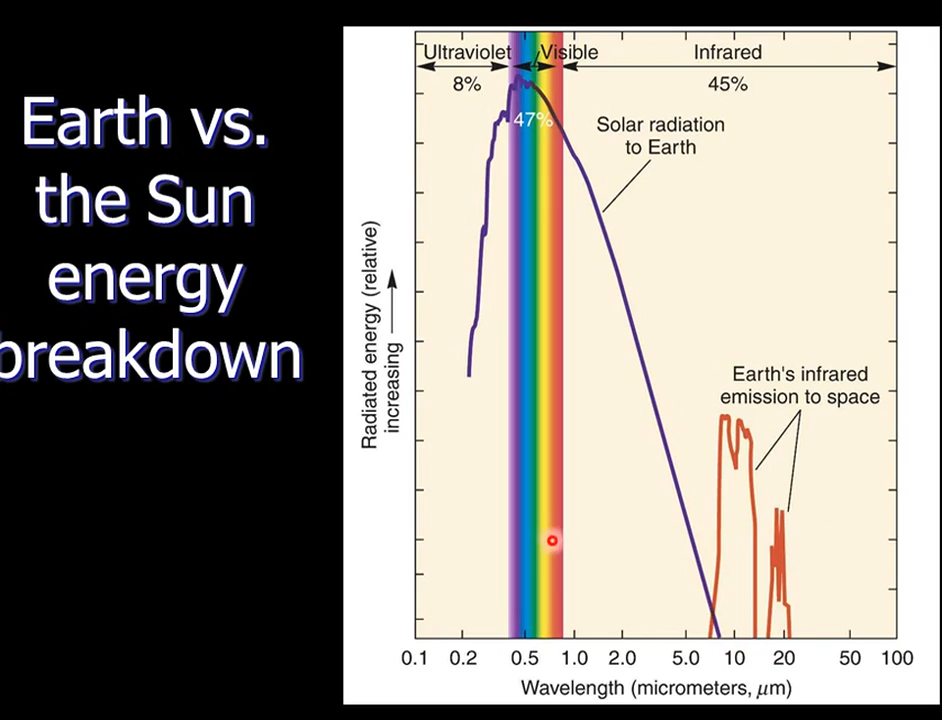 Earth vs.
the Sun
energy
breakdown
Ultraviolet
Visible
Infrared
8%
45%
47%
Solar radiation
to Earth
Radiated energy (relative)
increasing
Earth's infrared
emission to space
0.1 0.2 0.5 1.0 2.0 5.0 10 20 50 100
Wavelength (micrometers, μm)